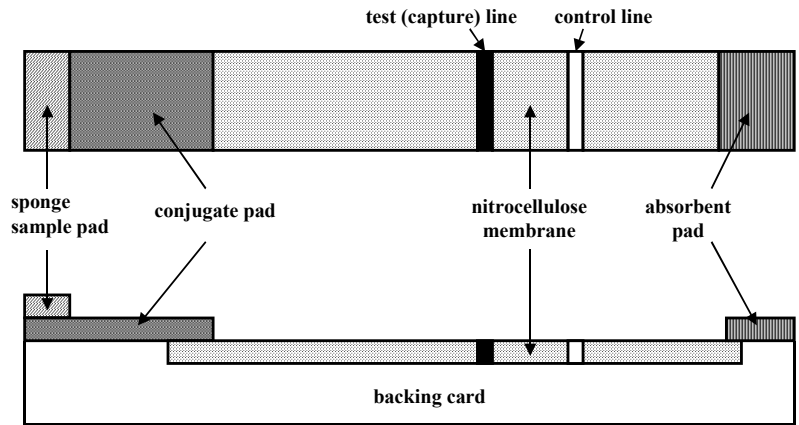 test (capture) line
control line
sponge
sample pad
conjugate pad
nitrocellulose
membrane
absorbent
pad
backing card